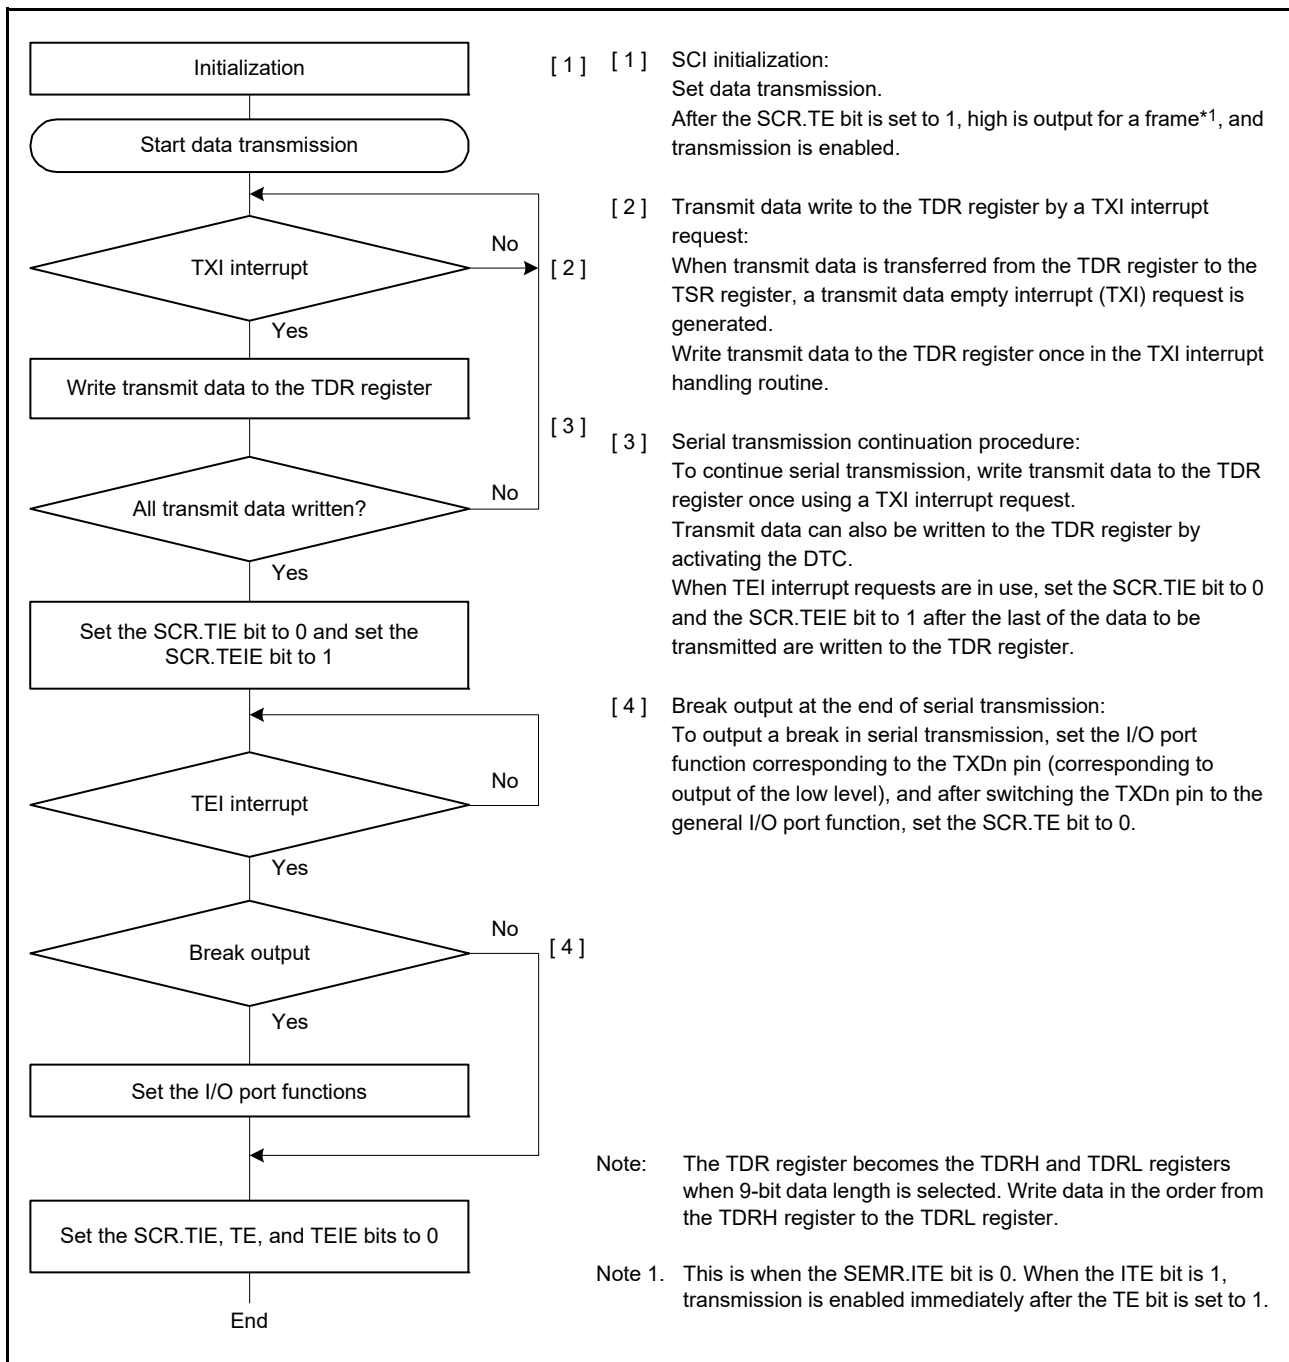 Initialization
[ 1 ]
Start data transmission
No
TXI interrupt
[ 2 ]
Yes
Write transmit data to the TDR register
[ 3 ]
No
All transmit data written?
Yes
Set the SCR.TIE bit to 0 and set the
SCR.TEIE bit to 1
No
TEI interrupt
Yes
No
Break output
[ 4 ]
Yes
Set the I/O port functions
Set the SCR.TIE, TE, and TEIE bits to 0
End
[ 1 ] SCI initialization:
Set data transmission.
After the SCR.TE bit is set to 1, high is output for a frame*1, and
transmission is enabled.
[ 2 ] Transmit data write to the TDR register by a TXI interrupt
request:
When transmit data is transferred from the TDR register to the
TSR register, a transmit data empty interrupt (TXI) request is
generated.
Write transmit data to the TDR register once in the TXI interrupt
handling routine.
[ 3 ] Serial transmission continuation procedure:
To continue serial transmission, write transmit data to the TDR
register once using a TXI interrupt request.
Transmit data can also be written to the TDR register by
activating the DTC.
When TEI interrupt requests are in use, set the SCR.TIE bit to 0
and the SCR.TEIE bit to 1 after the last of the data to be
transmitted are written to the TDR register.
[ 4 ] Break output at the end of serial transmission:
To output a break in serial transmission, set the I/O port
function corresponding to the TXDn pin (corresponding to
output of the low level), and after switching the TXDn pin to the
general I/O port function, set the SCR.TE bit to 0.
Note: The TDR register becomes the TDRH and TDRL registers
when 9-bit data length is selected. Write data in the order from
the TDRH register to the TDRL register.
Note 1. This is when the SEMR.ITE bit is 0. When the ITE bit is 1,
transmission is enabled immediately after the TE bit is set to 1.